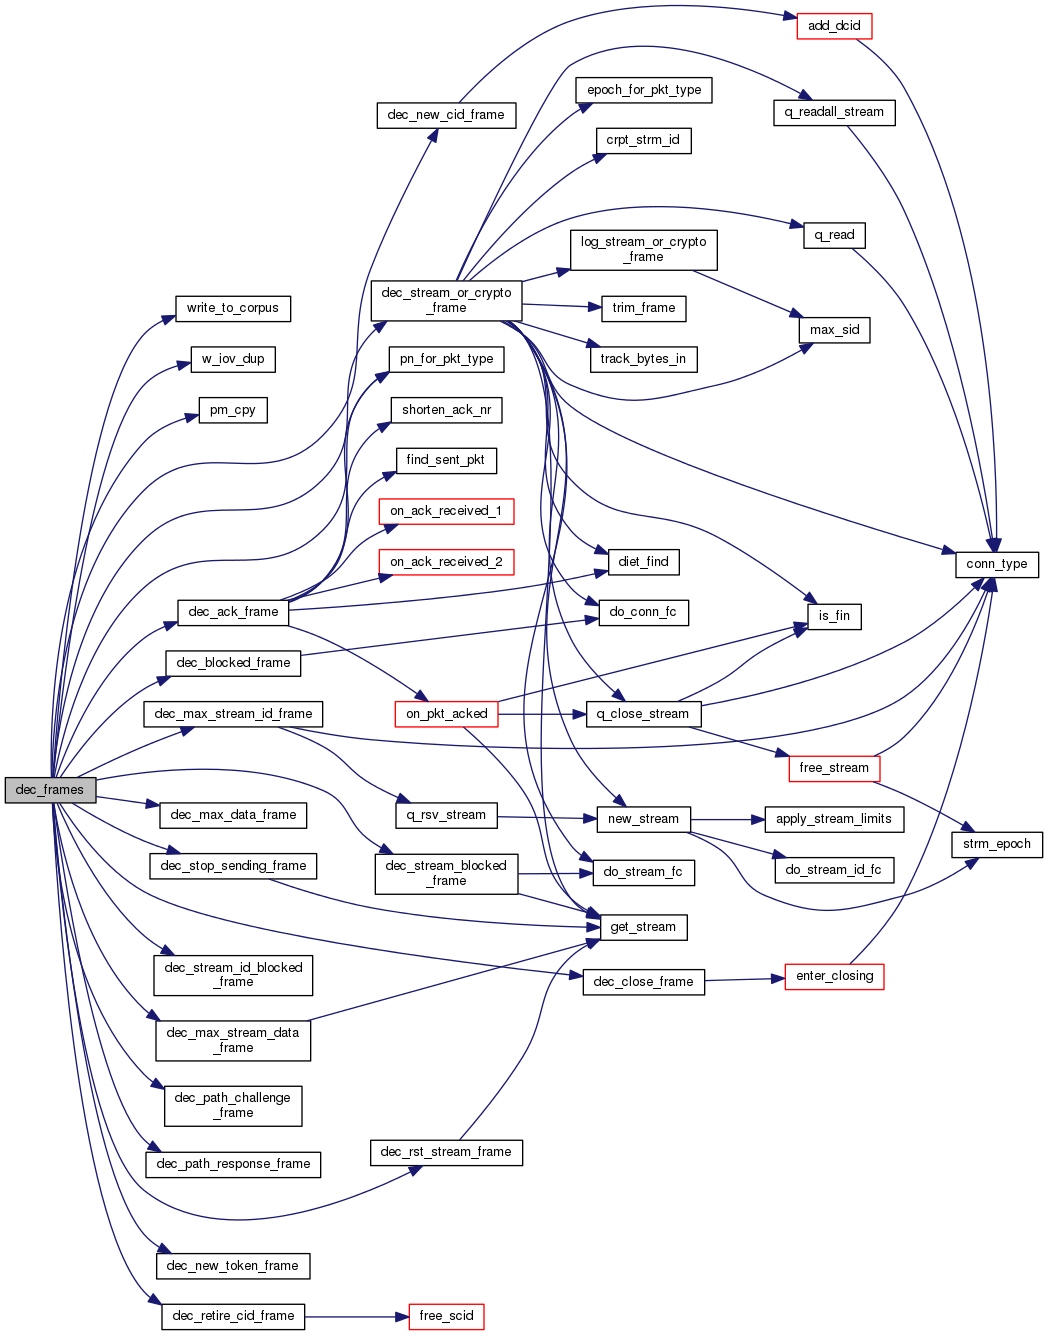 add_dcid
epoch_for_pkt_type
dec_new_cid_frame
q_readall_stream
crpt_strm_id
q_read
log_stream_or_crypto
_frame
dec_stream_or_crypto
_frame
write_to_corpus
trim_frame
max_sid
w_iov_dup
pn_for_pkt_type
track_bytes_in
pm_cpy
shorten_ack_nr
find_sent_pkt
on_ack_received_1
on_ack_received_2
diet_find
conn_type
dec_ack_frame
do_conn_fc
is_fin
dec_blocked_frame
dec_max_stream_id_frame
on_pkt_acked
q_close_stream
free_stream
dec_frames
dec_max_data_frame
q_rsv_stream
new_stream
apply_stream_limits
strm_epoch
dec_stop_sending_frame
dec_stream_blocked
_frame
do_stream_fc
do_stream_id_fc
get_stream
dec_stream_id_blocked
_frame
dec_close_frame
enter_closing
dec_max_stream_data
_frame
dec_path_challenge
_frame
dec_path_response_frame
dec_rst_stream_frame
dec_new_token_frame
dec_retire_cid_frame
free_scid